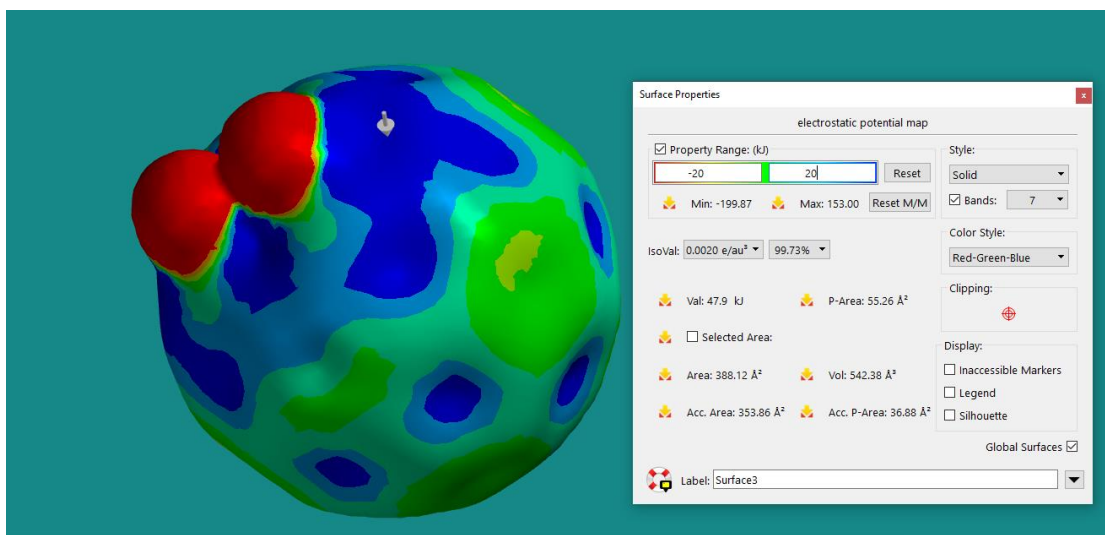 Surface Properties
x
electrostatic potential map
Property Range: (kJ)
-20 20 Reset
Min: -199.87 Max: 153.00 Reset M/M
Style:
Solid
Bands: 7
IsoVal: 0.0020 e/au³ 99.73%
Color Style:
Red-Green-Blue
Val: 47.9 kJ P-Area: 55.26 Å²
Clipping:
Selected Area:
Area: 388.12 Å² Vol: 542.38 Å³
Acc. Area: 353.86 Å² Acc. P-Area: 36.88 Å²
Display:
Inaccessible Markers
Legend
Silhouette
Global Surfaces
Label: Surface3